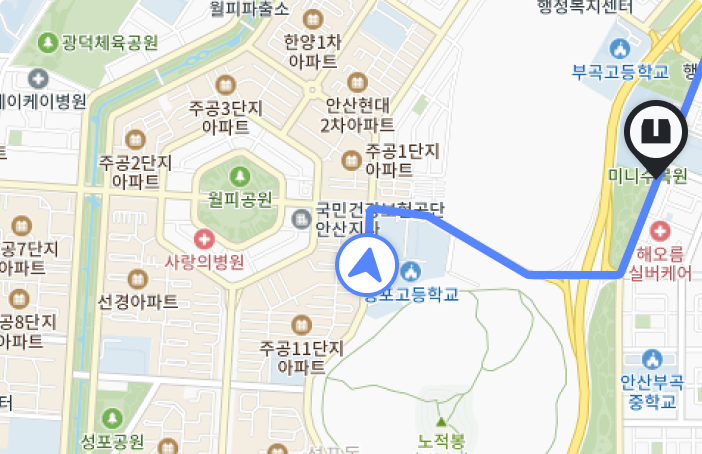 월피파출소
행정복지센터
광덕체육공원
한양1차
아파트
부곡고등학교
행
케이케이병원
주공3단지
아파트
안산현대
2차아파트
주공2단지
아파트
주공1단지
아파트
월피공원
미니수목원
국민건강보험공단
안산지사
사랑의병원
공7단지
아파트
해오름
실버케어
선경아파트
성포고등학교
공8단지
아파트
주공11단지
아파트
안산부곡
중학교
터
성포공원
노적봉
성포동